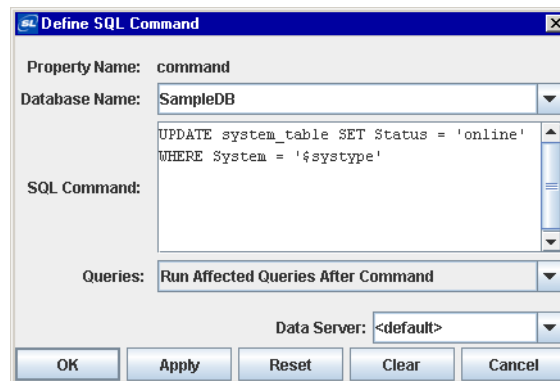 SL Define SQL Command
Property Name: command
Database Name: SampleDB
SQL Command:
UPDATE system_table SET Status = 'online'
WHERE System = '$systype'
Queries: Run Affected Queries After Command
Data Server: <default>
OK Apply Reset Clear Cancel